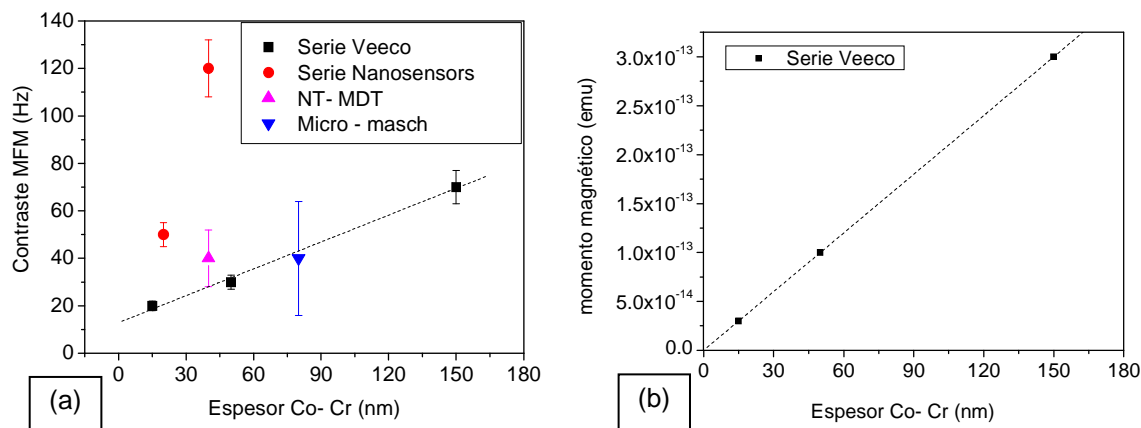 140
120
100
80
60
40
20
0
Contraste MFM (Hz)
Serie Veeco
Serie Nanosensors
NT- MDT
Micro - masch
0 30 60 90 120 150 180
Espesor Co- Cr (nm)
(a)
3.0x10⁻¹³
2.5x10⁻¹³
2.0x10⁻¹³
1.5x10⁻¹³
1.0x10⁻¹³
5.0x10⁻¹⁴
0.0
momento magnético (emu)
Serie Veeco
0 30 60 90 120 150 180
Espesor Co- Cr (nm)
(b)